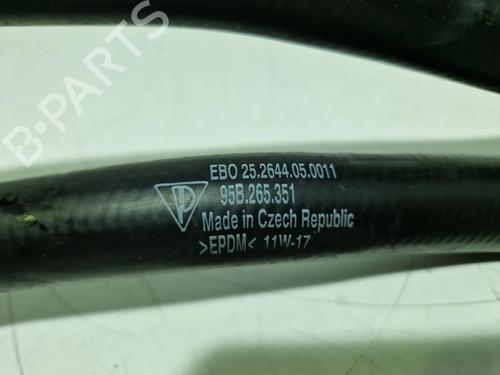 B-PARTS
EBO 25.2644.05.0011
95B.265.351
Made in Czech Republic
>EPDM< 11W-17